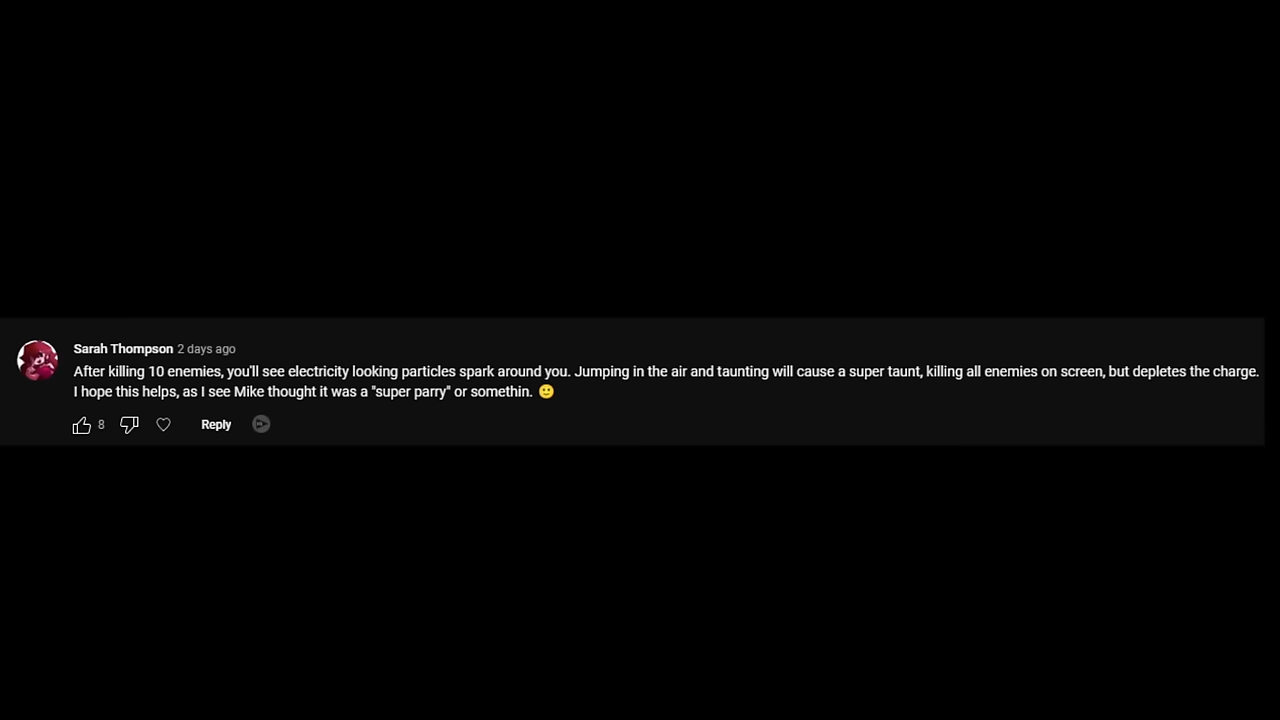 Sarah Thompson 2 days ago
After killing 10 enemies, you'll see electricity looking particles spark around you. Jumping in the air and taunting will cause a super taunt, killing all enemies on screen, but depletes the charge.
I hope this helps, as I see Mike thought it was a "super parry" or somethin. 🙂
8 Reply